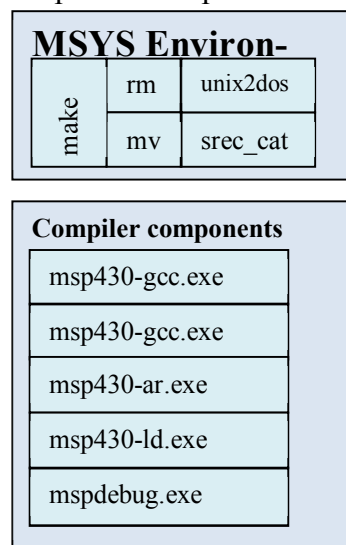 MSYS Environ-
make
rm
unix2dos
mv
srec_cat
Compiler components
msp430-gcc.exe
msp430-gcc.exe
msp430-ar.exe
msp430-ld.exe
mspdebug.exe